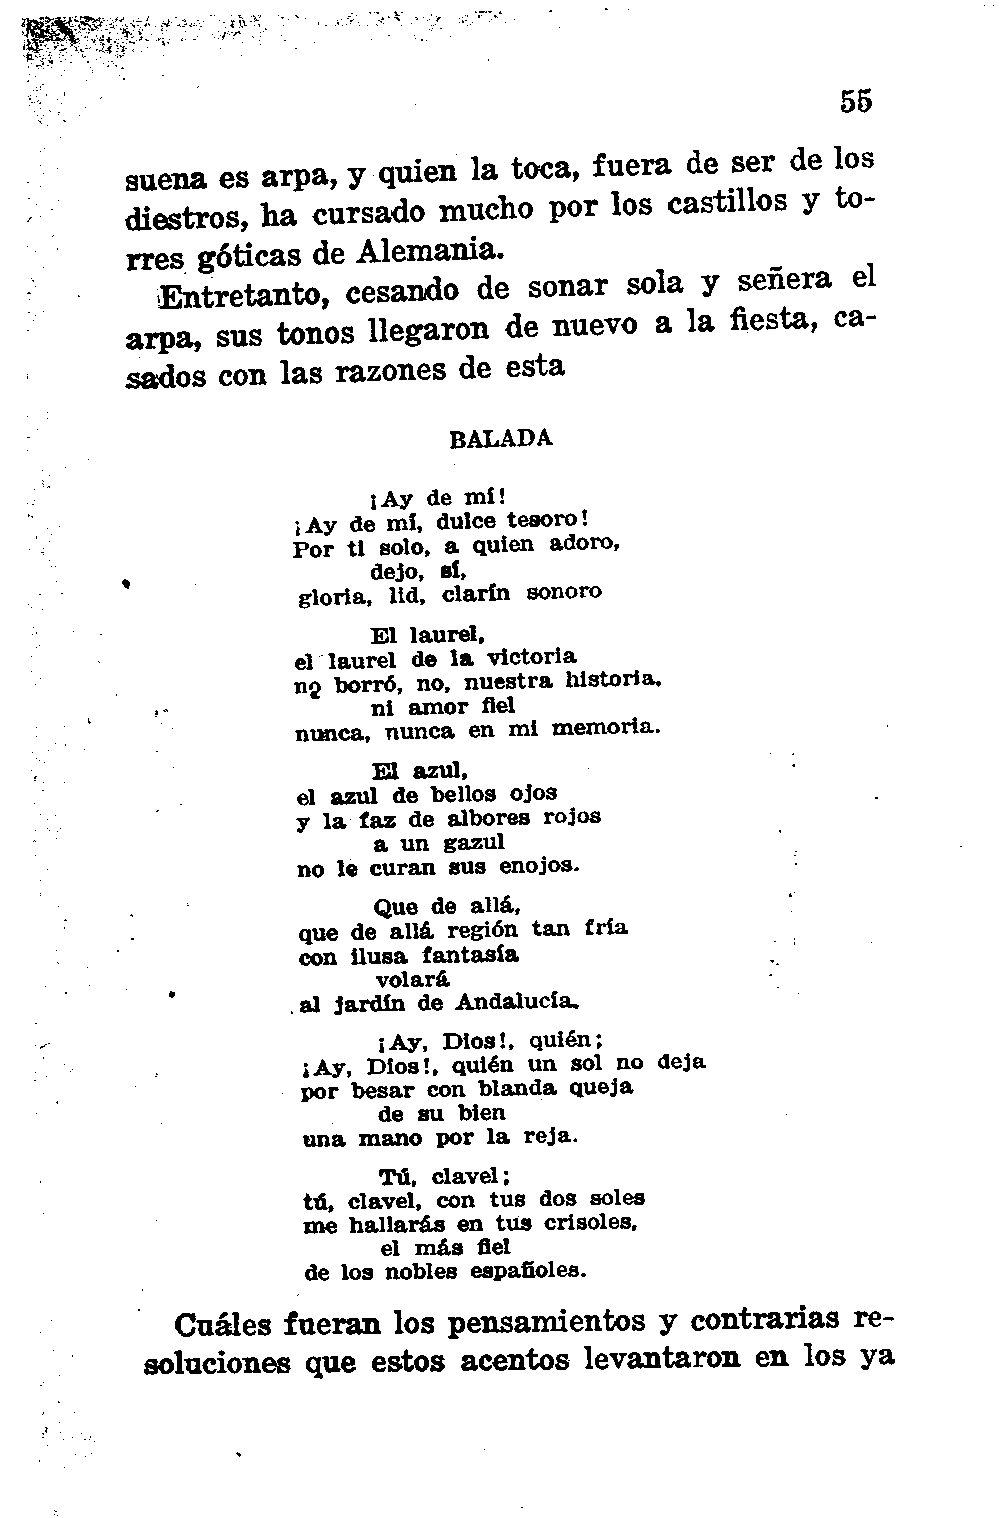 55
suena es arpa, y quien la toca, fuera de ser de los
diestros, ha cursado mucho por los castillos y to-
rres góticas de Alemania.
Entretanto, cesando de sonar sola y señera el
arpa, sus tonos llegaron de nuevo a la fiesta, ca-
sados con las razones de esta
BALADA
¡Ay de mí!
¡Ay de mí, dulce tesoro!
Por ti solo, a quien adoro,
dejo, sí,
gloria, lid, clarín sonoro
El laurel,
el laurel de la victoria
no borró, no, nuestra historia,
ni amor fiel
nunca, nunca en mi memoria.
El azul,
el azul de bellos ojos
y la faz de albores rojos
a un gazul
no le curan sus enojos.
Que de allá,
que de allá región tan fría
con ilusa fantasía
volará
al jardín de Andalucía.
¡Ay, Dios!, quién;
¡Ay, Dios!, quién un sol no deja
por besar con blanda queja
de su bien
una mano por la reja.
Tú, clavel;
tú, clavel, con tus dos soles
me hallarás en tus crisoles,
el más fiel
de los nobles españoles.
Cuáles fueran los pensamientos y contrarias re-
soluciones que estos acentos levantaron en los ya